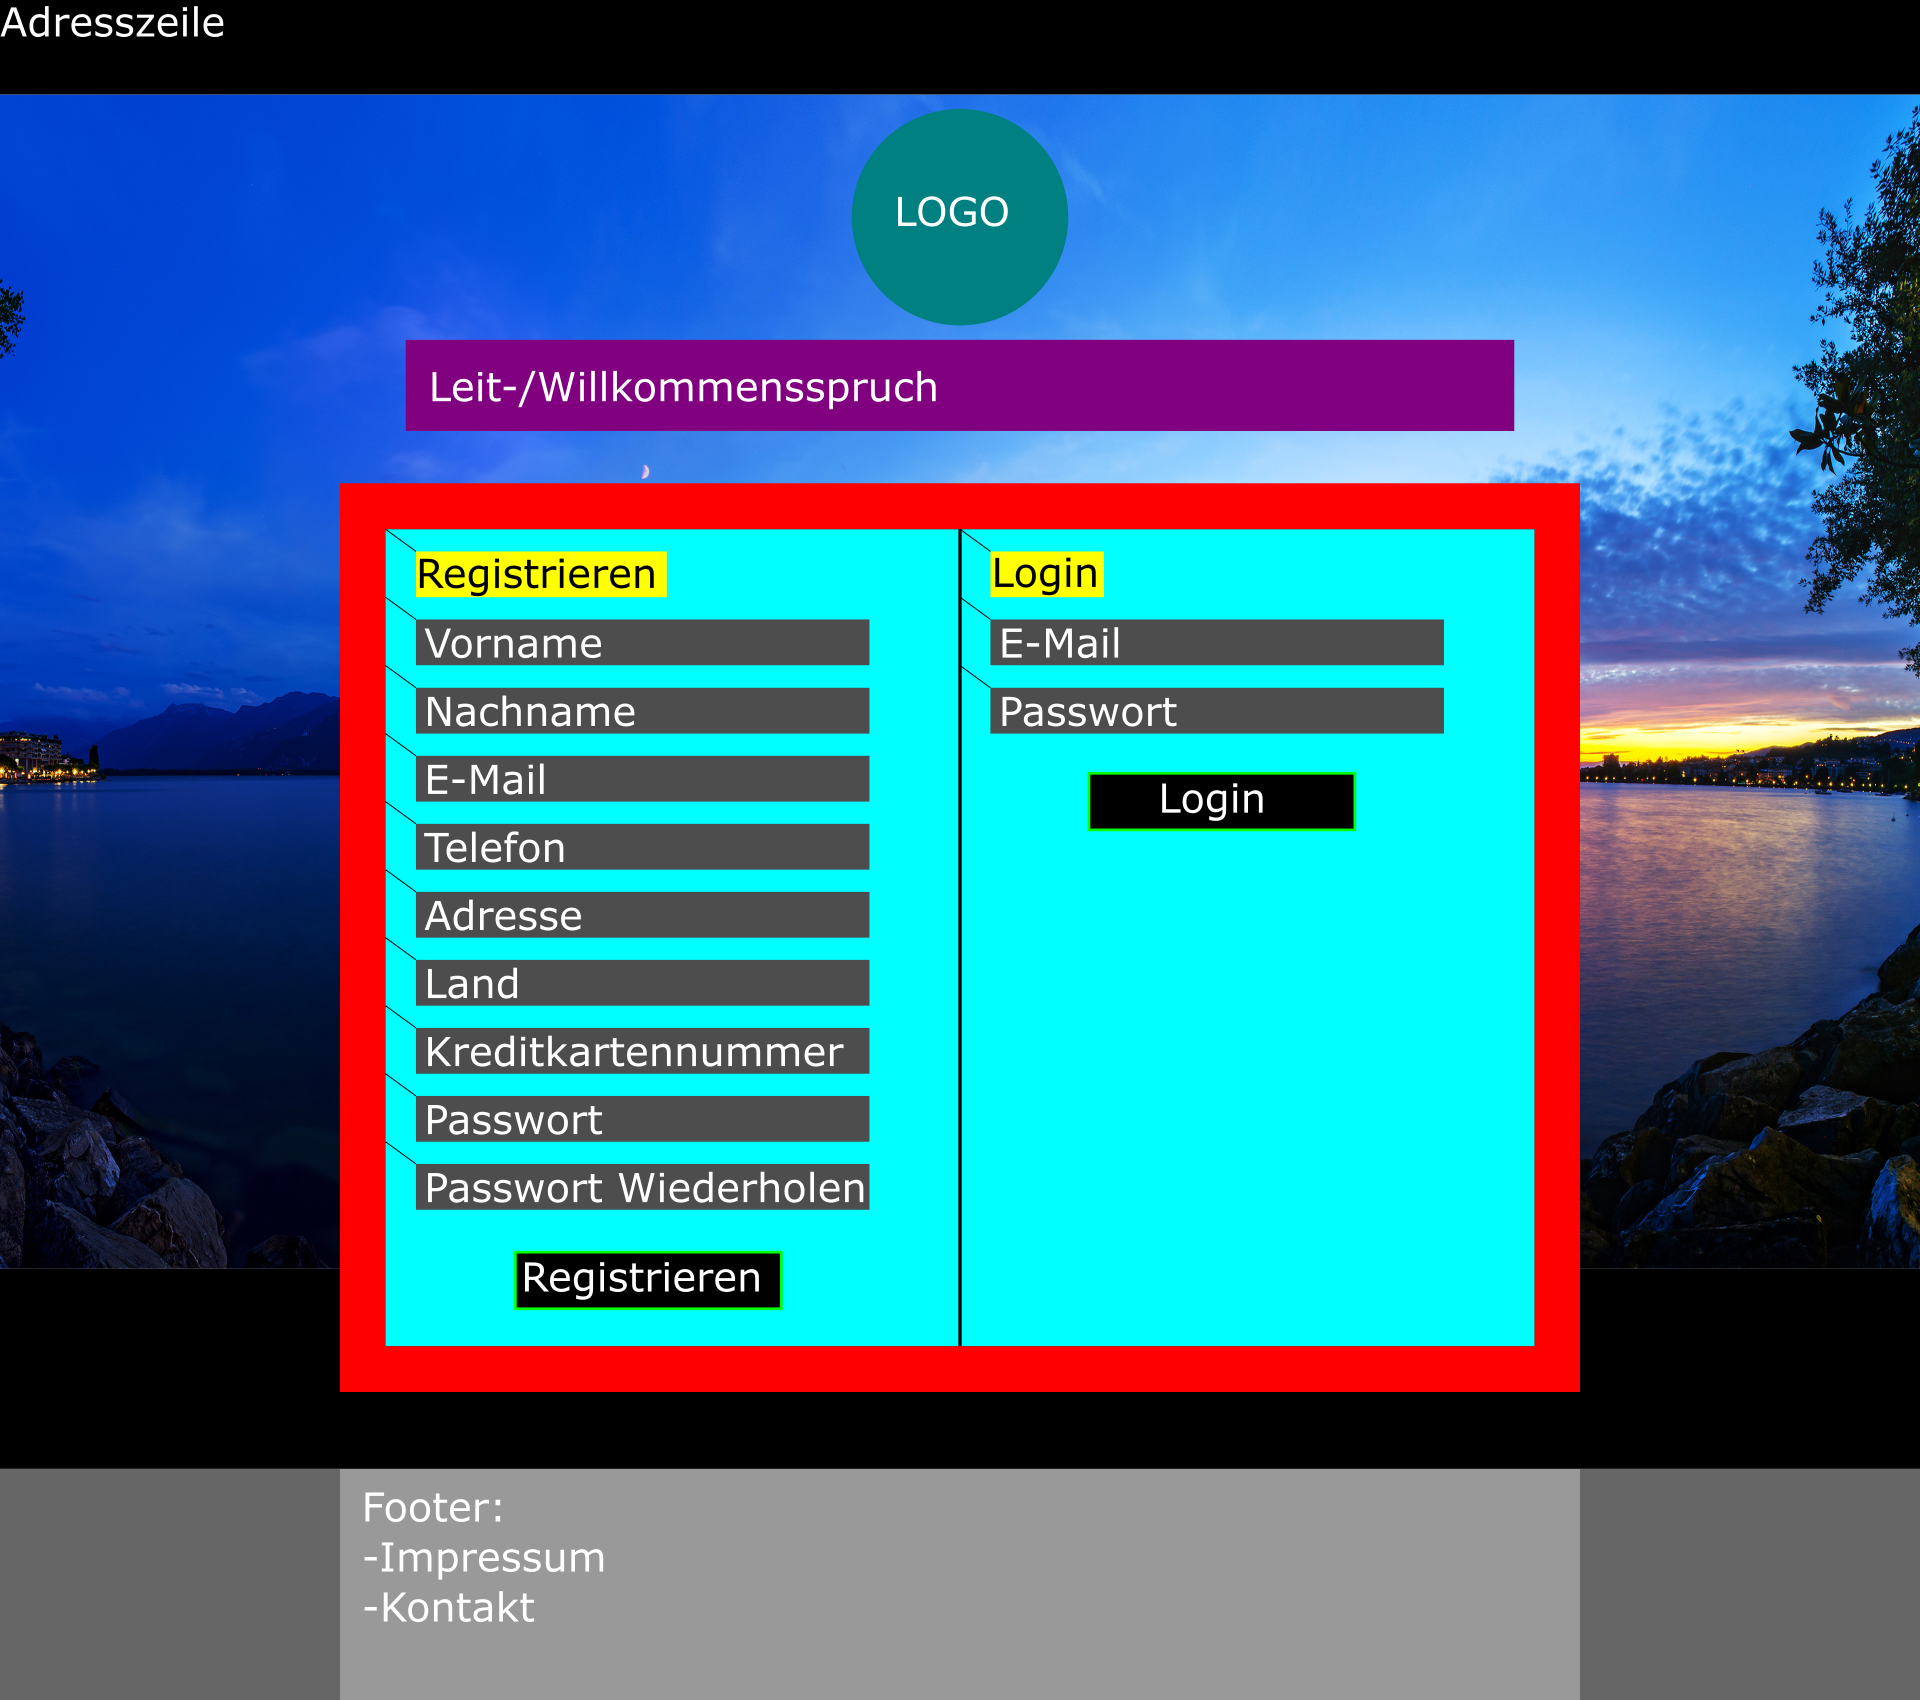 Adresszeile
LOGO
Leit-/Willkommensspruch
Registrieren
Vorname
Nachname
E-Mail
Telefon
Adresse
Land
Kreditkartennummer
Passwort
Passwort Wiederholen
Registrieren
Login
E-Mail
Passwort
Login
Footer:
-Impressum
-Kontakt